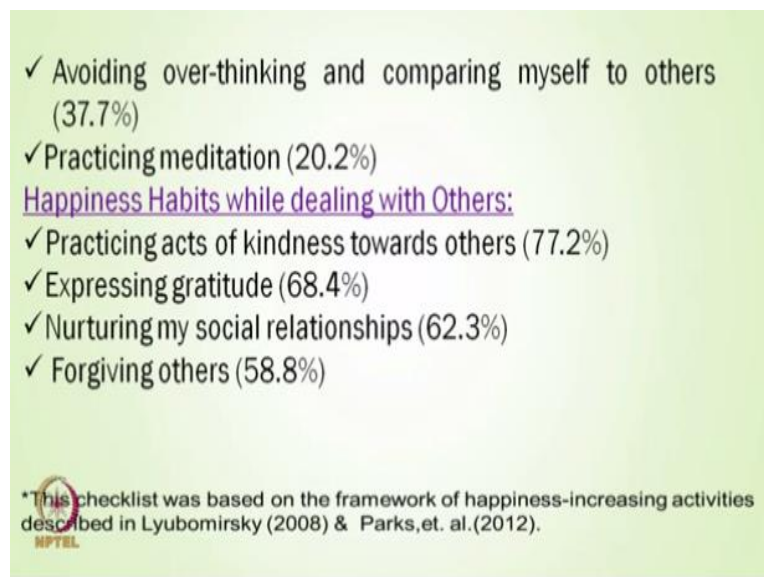 ✓ Avoiding over-thinking and comparing myself to others
(37.7%)
✓Practicing meditation (20.2%)
Happiness Habits while dealing with Others:
✓Practicing acts of kindness towards others (77.2%)
✓Expressing gratitude (68.4%)
✓Nurturing my social relationships (62.3%)
✓ Forgiving others (58.8%)
*This checklist was based on the framework of happiness-increasing activities
described in Lyubomirsky (2008) & Parks,et. al.(2012).
NPTEL